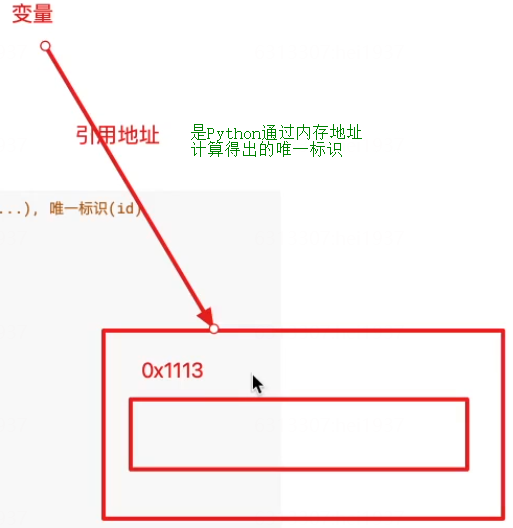 变量
引用地址
是Python通过内存地址
计算得出的唯一标识
...), 唯一标识(id)
0x1113